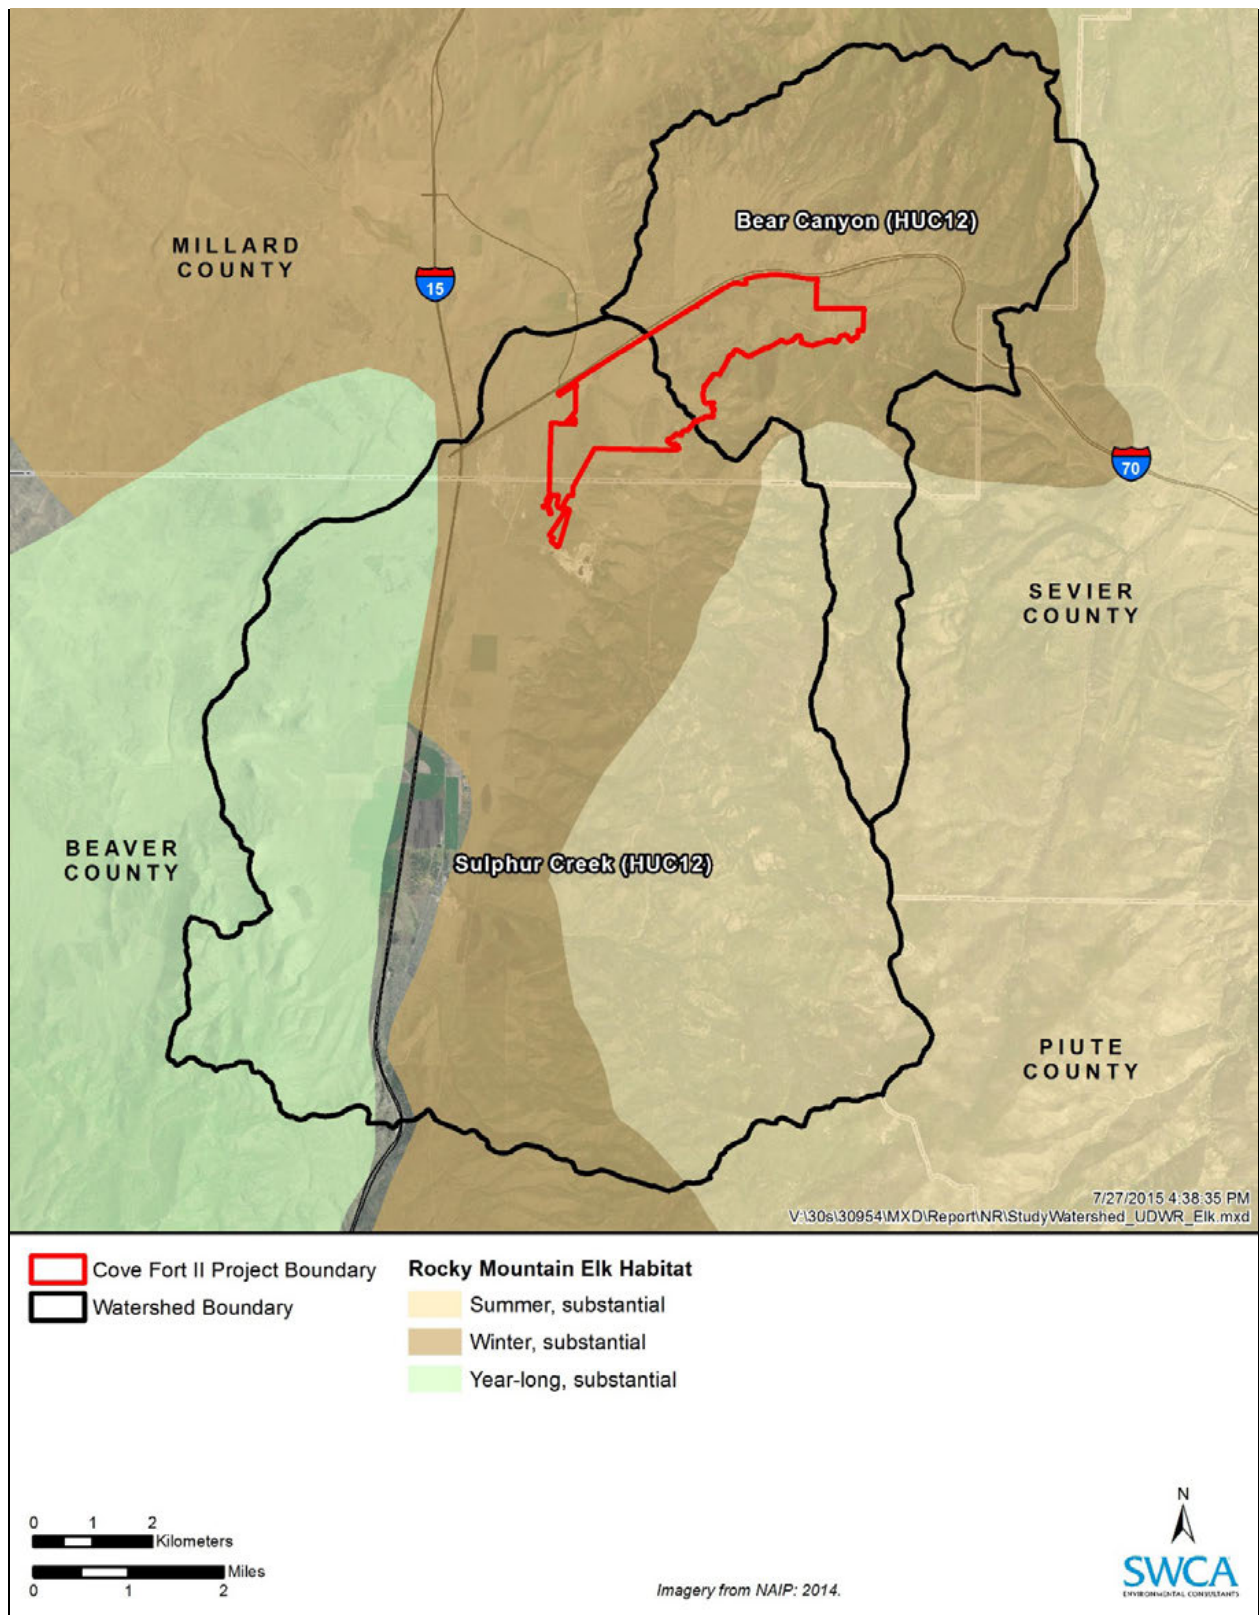 Bear Canyon (HUC12)
MILLARD
COUNTY
15
70
SEVIER
COUNTY
BEAVER
COUNTY
Sulphur Creek (HUC12)
PIUTE
COUNTY
7/27/2015 4:38:35 PM
V:\30s\30954\MXD\Report\NR\StudyWatershed_UDWR_Elk.mxd
Cove Fort II Project Boundary
Watershed Boundary
Rocky Mountain Elk Habitat
Summer, substantial
Winter, substantial
Year-long, substantial
0 1 2
Kilometers
Miles
0 1 2
Imagery from NAIP: 2014.
N
SWCA
ENVIRONMENTAL CONSULTANTS